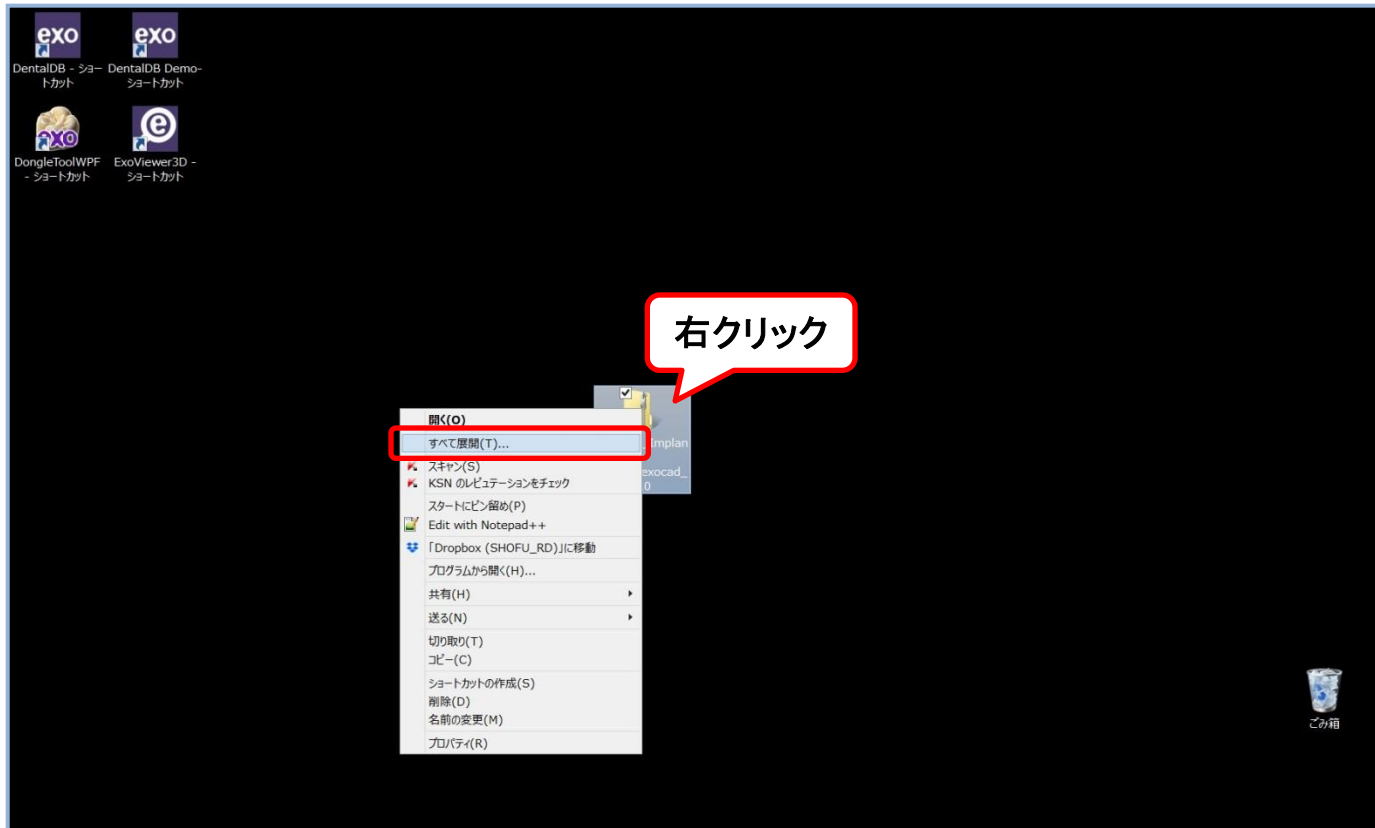 exo
exo
DentalDB - ショー
トカット
DentalDB Demo-
ショートカット
exo
e
DongleToolWPF
- ショートカット
ExoViewer3D -
ショートカット
右クリック
Implan
exocad_
0
開く(O)
すべて展開(T)...
スキャン(S)
KSN のレピュテーションをチェック
スタートにピン留め(P)
Edit with Notepad++
「Dropbox (SHOFU_RD)」に移動
プログラムから開く(H)...
共有(H)
送る(N)
切り取り(T)
コピー(C)
ショートカットの作成(S)
削除(D)
名前の変更(M)
プロパティ(R)
ごみ箱